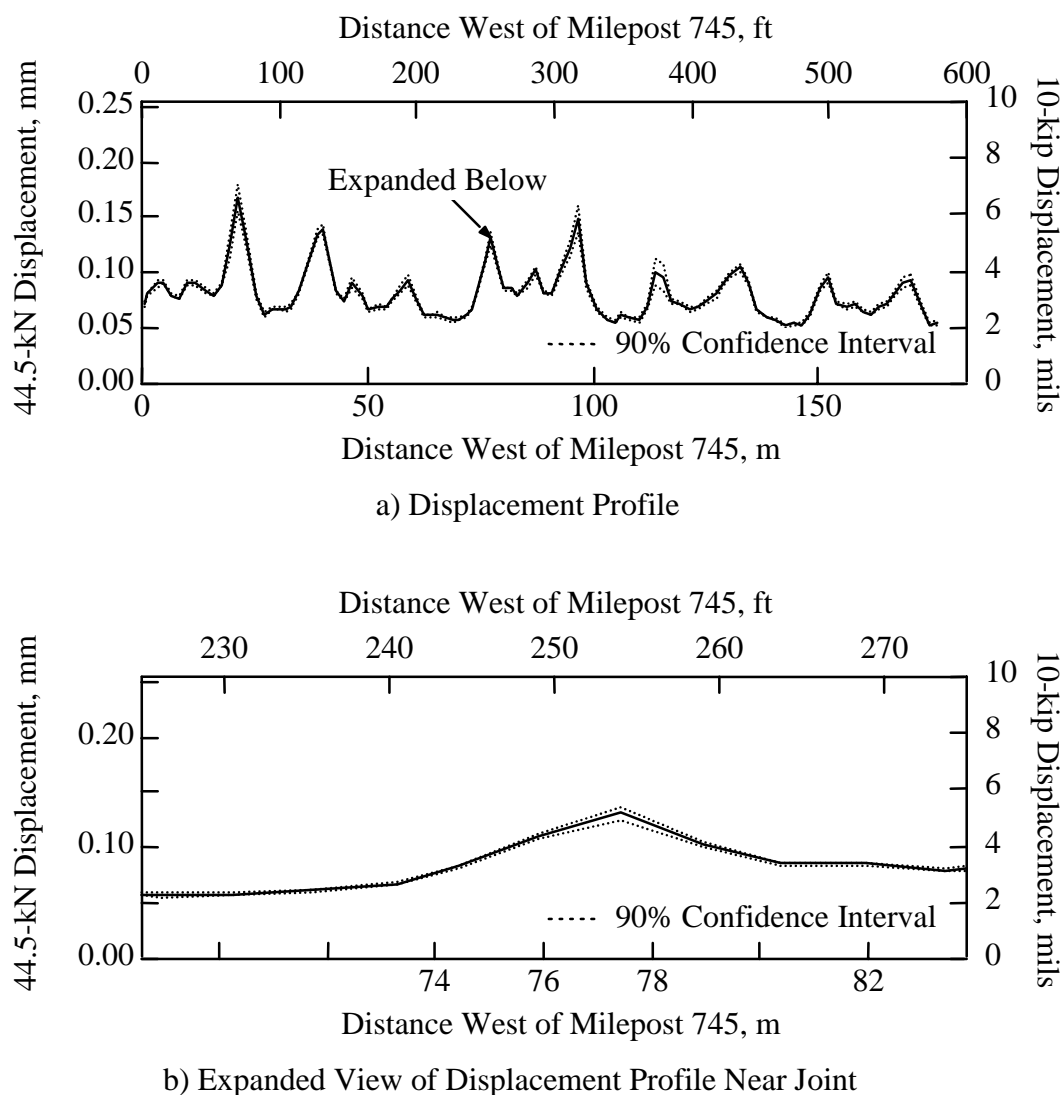 Distance West of Milepost 745, ft
0 100 200 300 400 500 600
44.5-kN Displacement, mm
0.25
0.20
0.15
0.10
0.05
0.00
Expanded Below
90% Confidence Interval
10
8
6
4
2
0
10-kip Displacement, mils
0 50 100 150
Distance West of Milepost 745, m
a) Displacement Profile
Distance West of Milepost 745, ft
230 240 250 260 270
44.5-kN Displacement, mm
0.20
0.10
0.00
90% Confidence Interval
10
8
6
4
2
0
10-kip Displacement, mils
74 76 78 82
Distance West of Milepost 745, m
b) Expanded View of Displacement Profile Near Joint